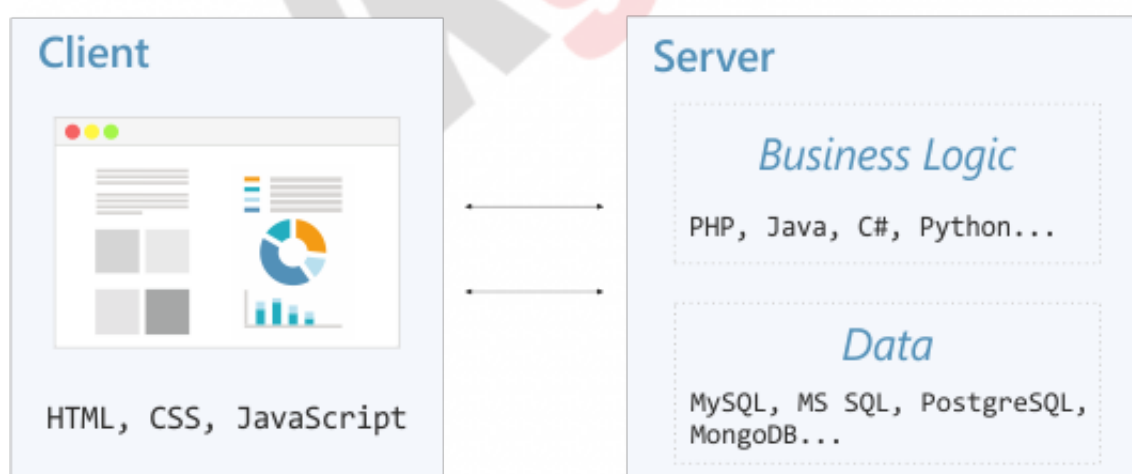 Client
HTML, CSS, JavaScript
Server
Business Logic
PHP, Java, C#, Python...
Data
MySQL, MS SQL, PostgreSQL,
MongoDB...